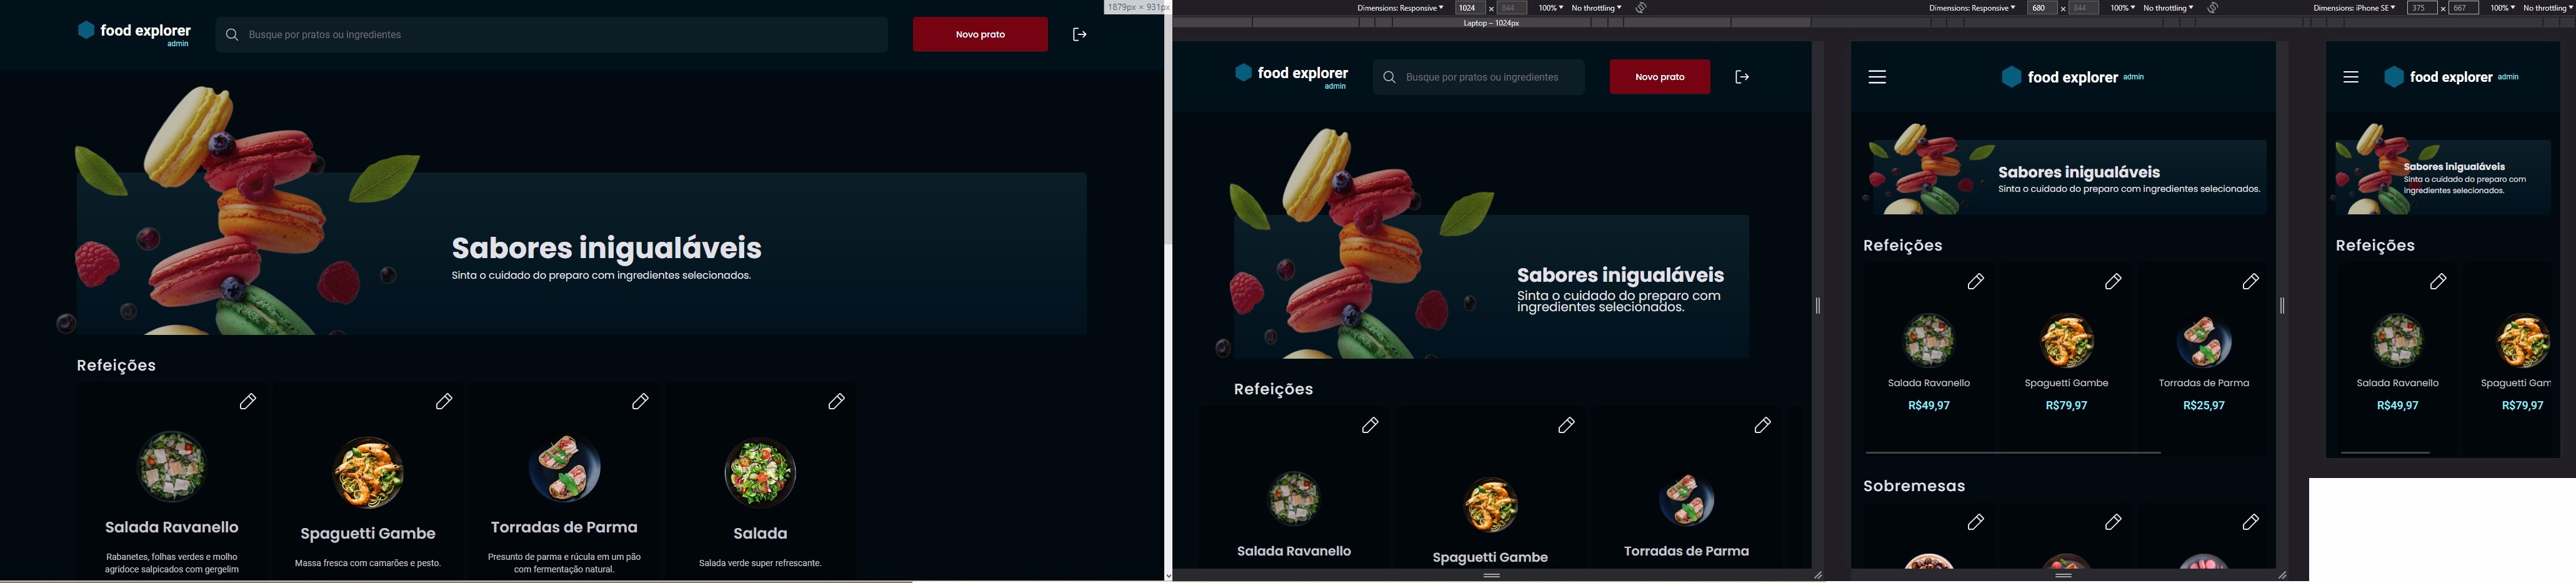 1879px × 931px
food explorer
admin
Busque por pratos ou ingredientes
Novo prato
Sabores inigualáveis
Sinta o cuidado do preparo com ingredientes selecionados.
Refeições
Salada Ravanello
Rabanetes, folhas verdes e molho
agridoce salpicados com gergelim
Spaguetti Gambe
Massa fresca com camarões e pesto.
Torradas de Parma
Presunto de parma e rúcula em um pão
com fermentação natural.
Salada
Salada verde super refrescante.
Dimensions: Responsive 1024 × 844 100% No throttling
Laptop – 1024px
food explorer
admin
Busque por pratos ou ingredientes
Novo prato
Sabores inigualáveis
Sinta o cuidado do preparo com
ingredientes selecionados.
Refeições
Salada Ravanello
Spaguetti Gambe
Torradas de Parma
Dimensions: Responsive 680 × 844 100% No throttling
food explorer admin
Sabores inigualáveis
Sinta o cuidado do preparo com ingredientes selecionados.
Refeições
Salada Ravanello
R$49,97
Spaguetti Gambe
R$79,97
Torradas de Parma
R$25,97
Sobremesas
Dimensions: iPhone SE 375 × 667 100% No throttling
food explorer admin
Sabores inigualáveis
Sinta o cuidado do preparo com
ingredientes selecionados.
Refeições
Salada Ravanello
R$49,97
Spaguetti Gam
R$79,97